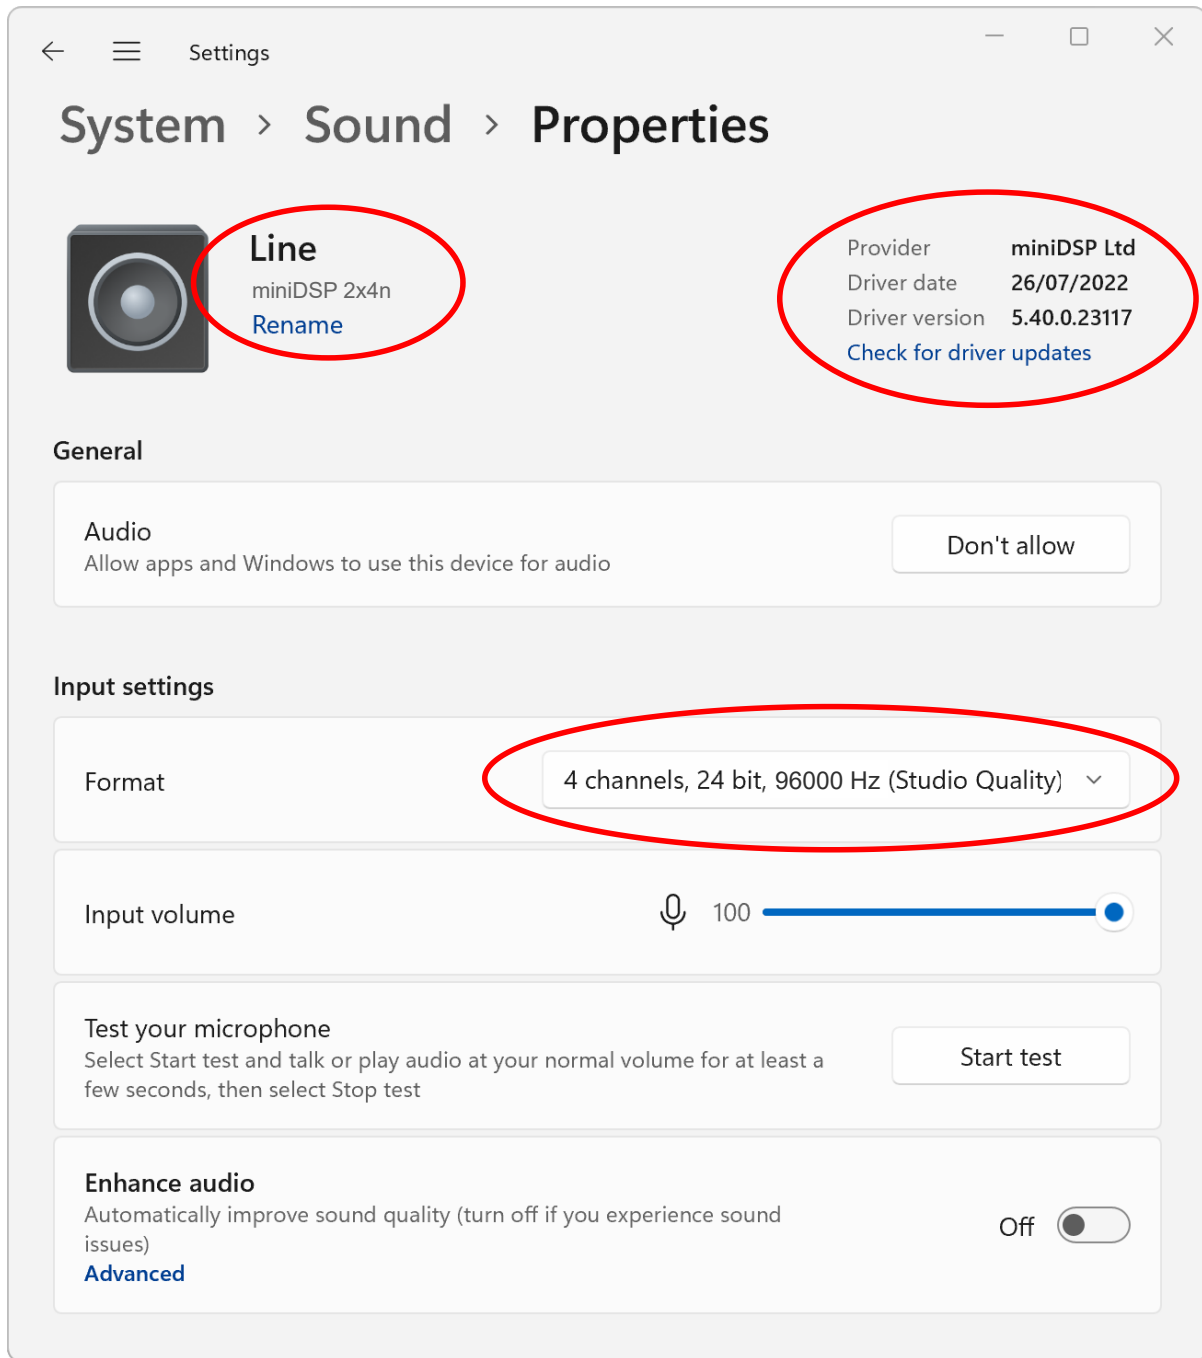 Settings
System > Sound > Properties
Line
miniDSP 2x4n
Rename
Provider miniDSP Ltd
Driver date 26/07/2022
Driver version 5.40.0.23117
Check for driver updates
General
Audio
Allow apps and Windows to use this device for audio
Don't allow
Input settings
Format
4 channels, 24 bit, 96000 Hz (Studio Quality)
Input volume
100
Test your microphone
Select Start test and talk or play audio at your normal volume for at least a
few seconds, then select Stop test
Start test
Enhance audio
Automatically improve sound quality (turn off if you experience sound
issues)
Advanced
Off